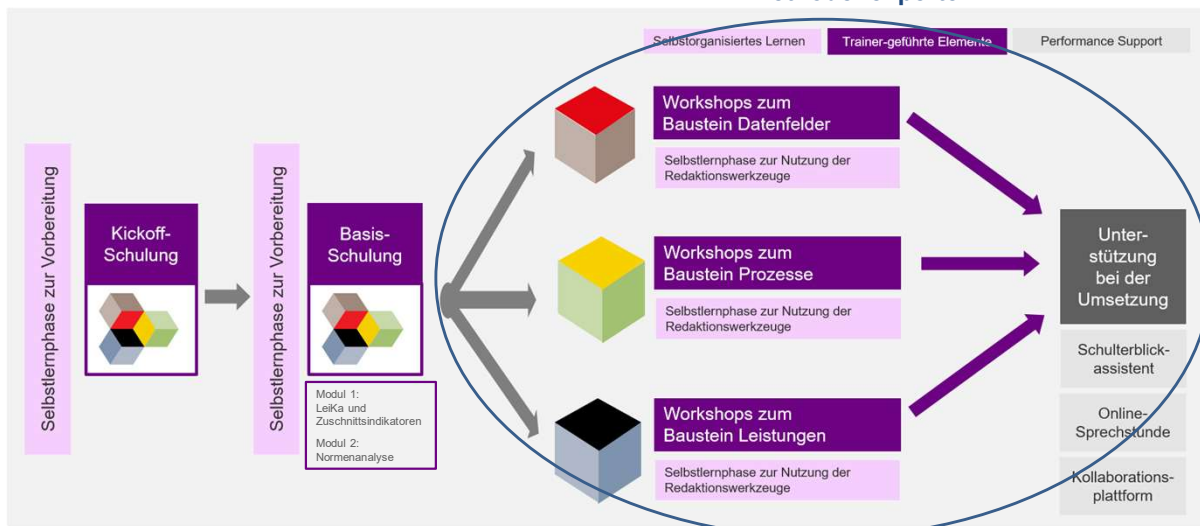 Selbstorganisiertes Lernen
Trainer-geführte Elemente
Performance Support
Selbstlernphase zur Vorbereitung
Kickoff-
Schulung
Selbstlernphase zur Vorbereitung
Basis-
Schulung
Modul 1:
LeiKa und
Zuschnittsindikatoren
Modul 2:
Normenanalyse
Workshops zum
Baustein Datenfelder
Selbstlernphase zur Nutzung der
Redaktionswerkzeuge
Workshops zum
Baustein Prozesse
Selbstlernphase zur Nutzung der
Redaktionswerkzeuge
Workshops zum
Baustein Leistungen
Selbstlernphase zur Nutzung der
Redaktionswerkzeuge
Unter-
stützung
bei der
Umsetzung
Schulterblick-
assistent
Online-
Sprechstunde
Kollaborations-
plattform